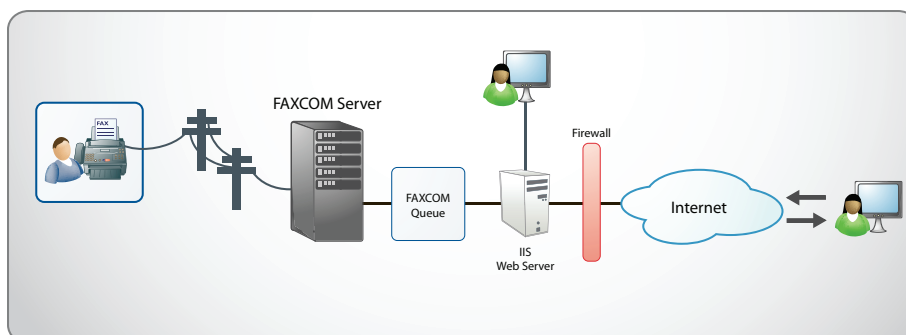 FAX
FAXCOM Server
FAXCOM
Queue
IIS
Web Server
Firewall
Internet